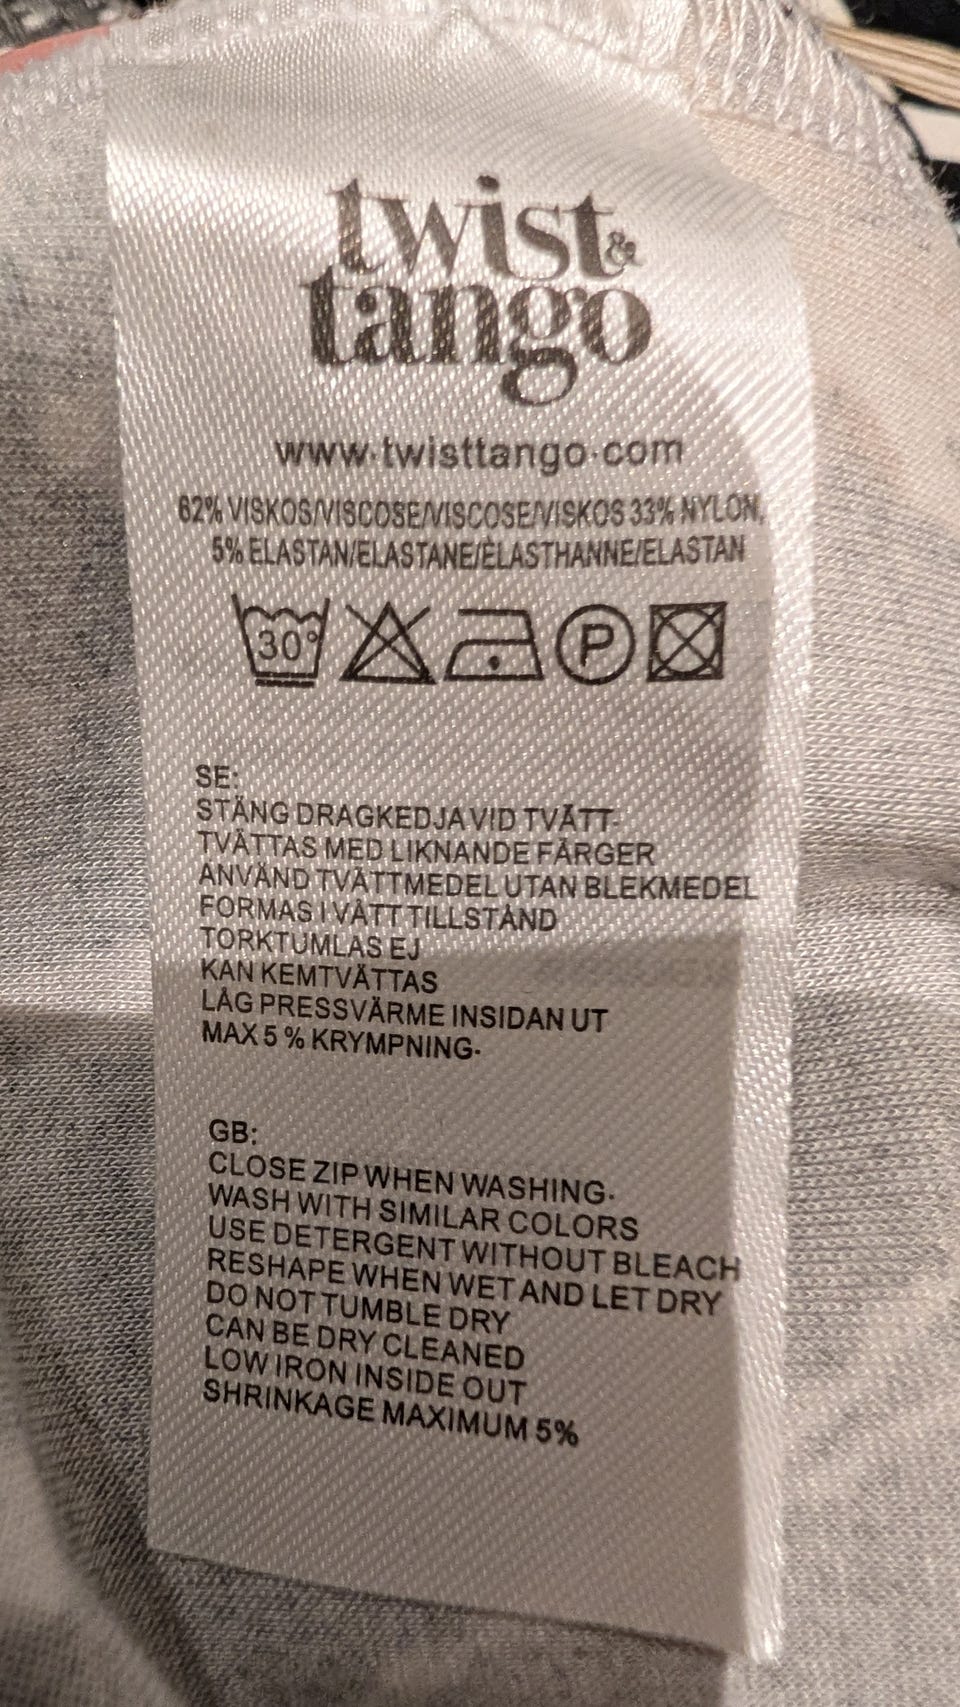 twist &
tango
www.twisttango.com
62% VISKOS/VISCOSE/VISCOSE/VISKOS 33% NYLON,
5% ELASTAN/ELASTANE/ÉLASTHANNE/ELASTAN
30° P
SE:
STÄNG DRAGKEDJA VID TVÄTT.
TVÄTTAS MED LIKNANDE FÄRGER
ANVÄND TVÄTTMEDEL UTAN BLEKMEDEL
FORMAS I VÅTT TILLSTÅND
TORKTUMLAS EJ
KAN KEMTVÄTTAS
LÅG PRESSVÄRME INSIDAN UT
MAX 5 % KRYMPNING.
GB:
CLOSE ZIP WHEN WASHING.
WASH WITH SIMILAR COLORS
USE DETERGENT WITHOUT BLEACH
RESHAPE WHEN WET AND LET DRY
DO NOT TUMBLE DRY
CAN BE DRY CLEANED
LOW IRON INSIDE OUT
SHRINKAGE MAXIMUM 5%